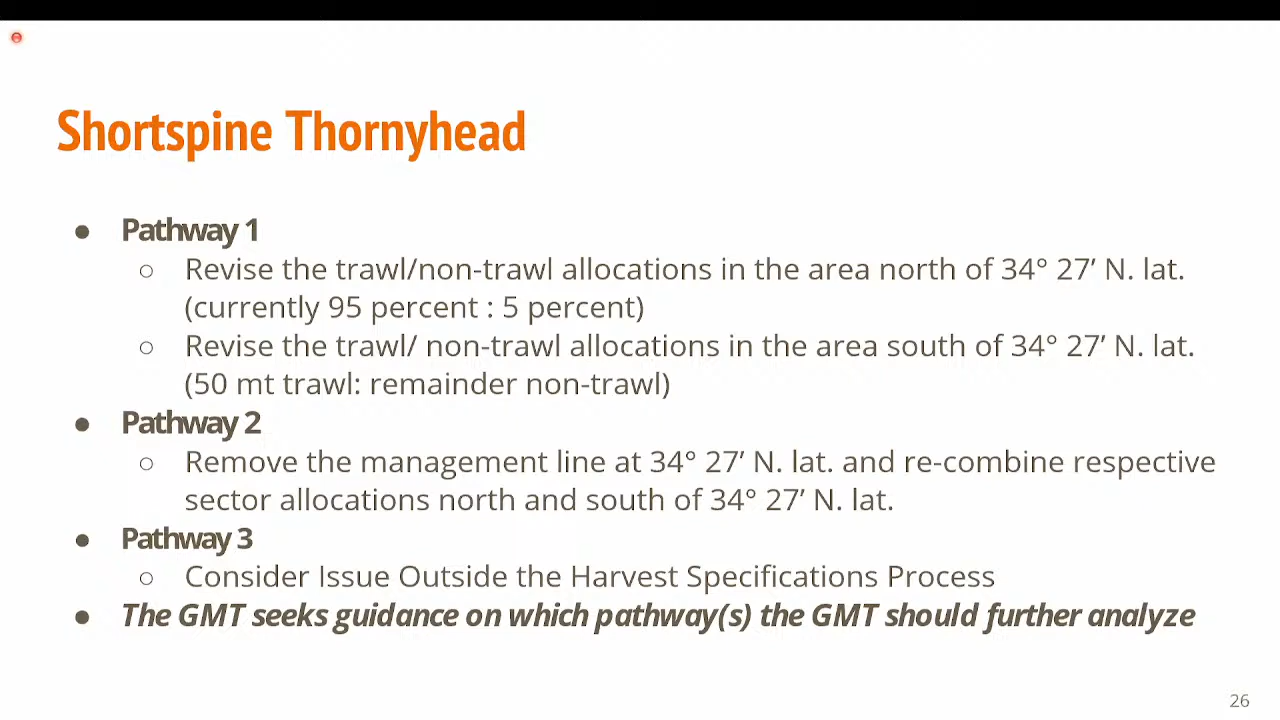 Shortspine Thornyhead
● Pathway 1
○ Revise the trawl/non-trawl allocations in the area north of 34° 27’ N. lat.
(currently 95 percent : 5 percent)
○ Revise the trawl/ non-trawl allocations in the area south of 34° 27’ N. lat.
(50 mt trawl: remainder non-trawl)
● Pathway 2
○ Remove the management line at 34° 27’ N. lat. and re-combine respective
sector allocations north and south of 34° 27’ N. lat.
● Pathway 3
○ Consider Issue Outside the Harvest Specifications Process
● The GMT seeks guidance on which pathway(s) the GMT should further analyze
26